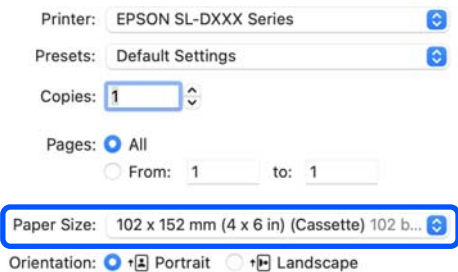 Printer: EPSON SL-DXXX Series
Presets: Default Settings
Copies: 1
Pages: All
From: 1 to: 1
Paper Size: 102 x 152 mm (4 x 6 in) (Cassette) 102 b...
Orientation: Portrait Landscape